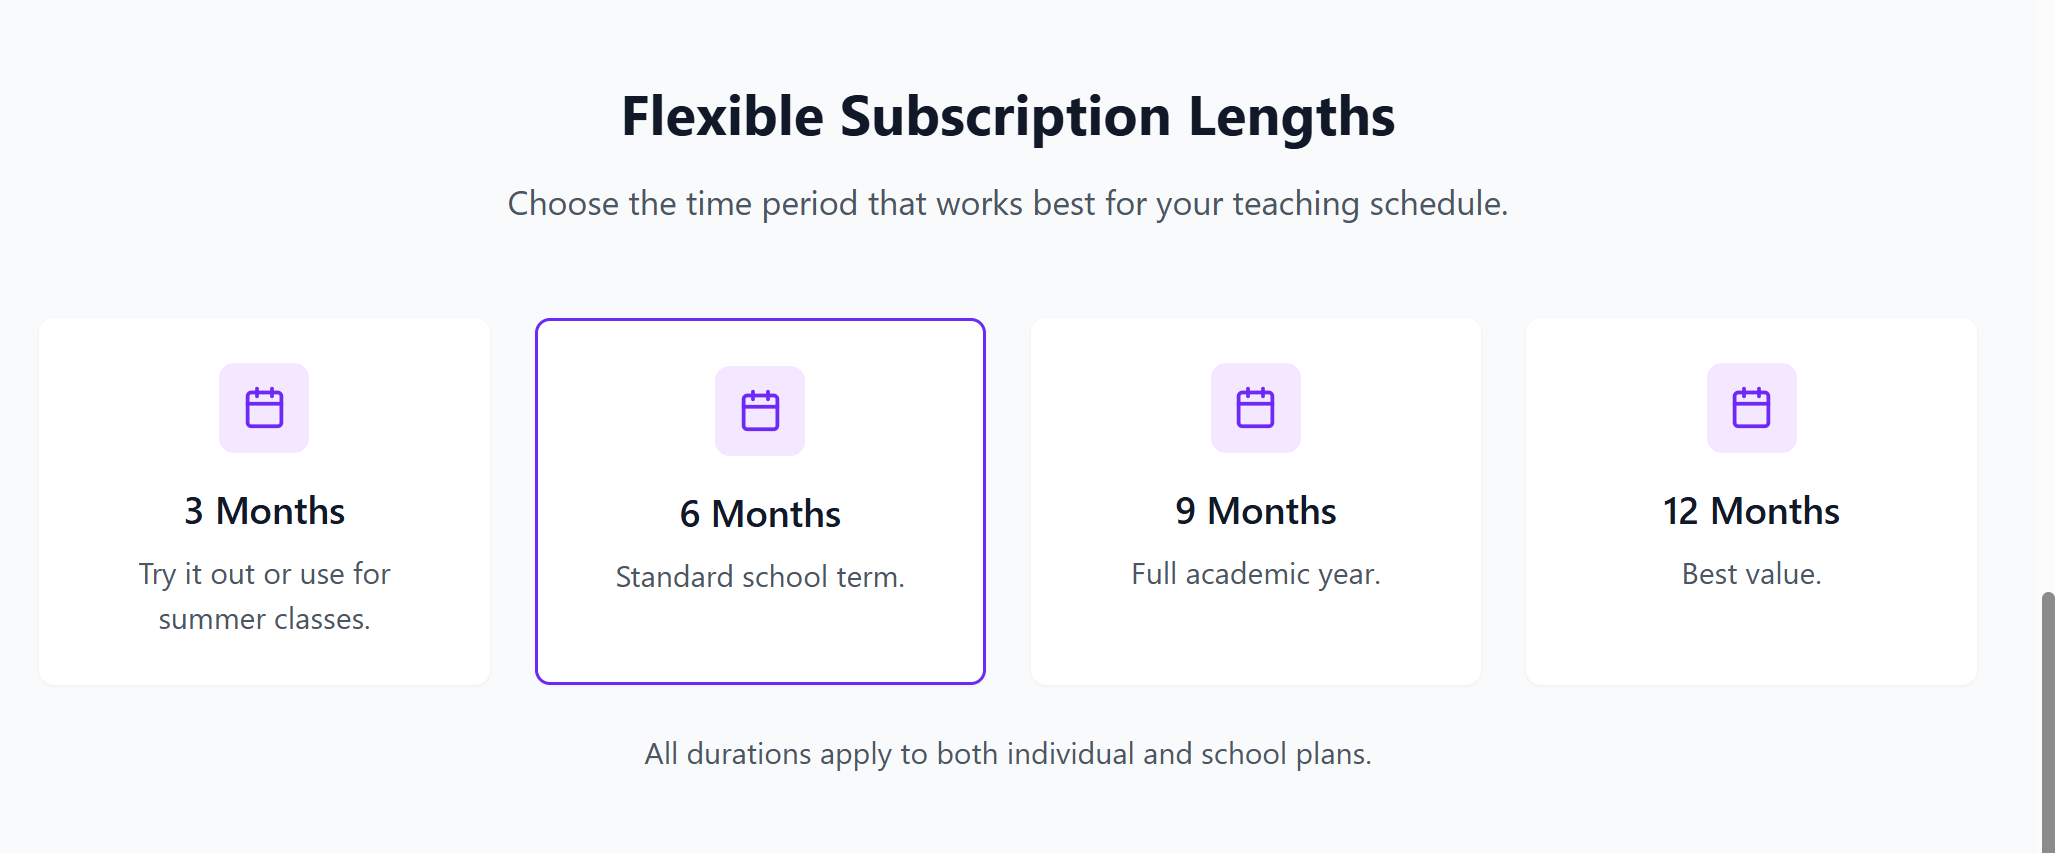 Flexible Subscription Lengths
Choose the time period that works best for your teaching schedule.
3 Months
Try it out or use for
summer classes.
6 Months
Standard school term.
9 Months
Full academic year.
12 Months
Best value.
All durations apply to both individual and school plans.